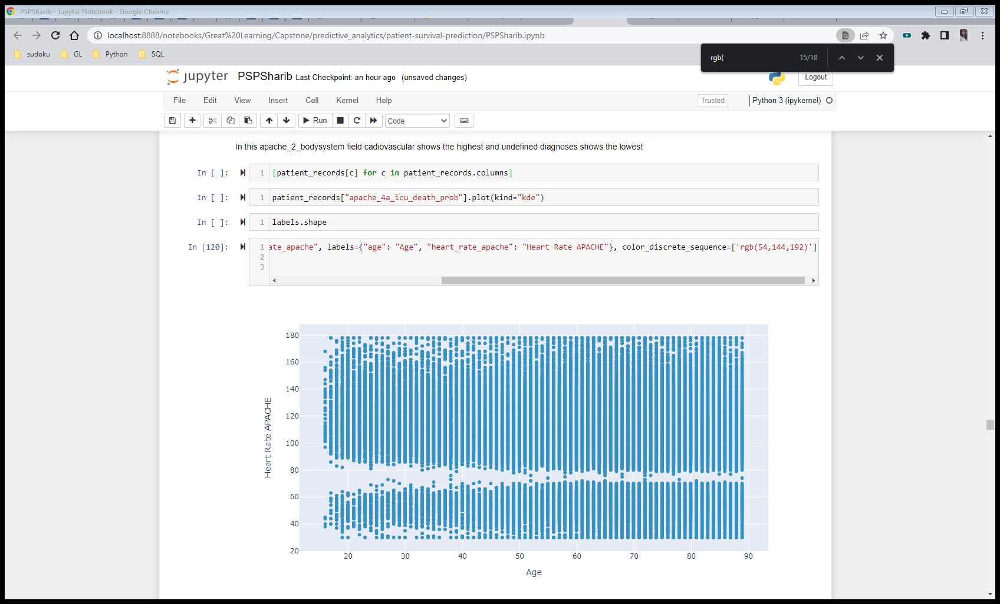 PSPSharib - Jupyter Notebook - Google Chrome
localhost:8888/notebooks/Great%20Learning/Capstone/predictive_analytics/patient-survival-prediction/PSPSharib.ipynb
sudoku GL Python SQL
rgb( 15/18
jupyter PSPSharib Last Checkpoint: an hour ago (unsaved changes) Logout
File Edit View Insert Cell Kernel Help Trusted Python 3 (ipykernel)
Run Code
In this apache_2_bodysystem field cadiovascular shows the highest and undefined diagnoses shows the lowest
In [ ]: 1 [patient_records[c] for c in patient_records.columns]
In [ ]: 1 patient_records["apache_4a_icu_death_prob"].plot(kind="kde")
In [ ]: 1 labels.shape
In [120]: 1 ate_apache", labels={"age": "Age", "heart_rate_apache": "Heart Rate APACHE"}, color_discrete_sequence=['rgb(54,144,192)']
2
3
180
160
140
120
100
80
60
40
20
Heart Rate APACHE
20 30 40 50 60 70 80 90
Age